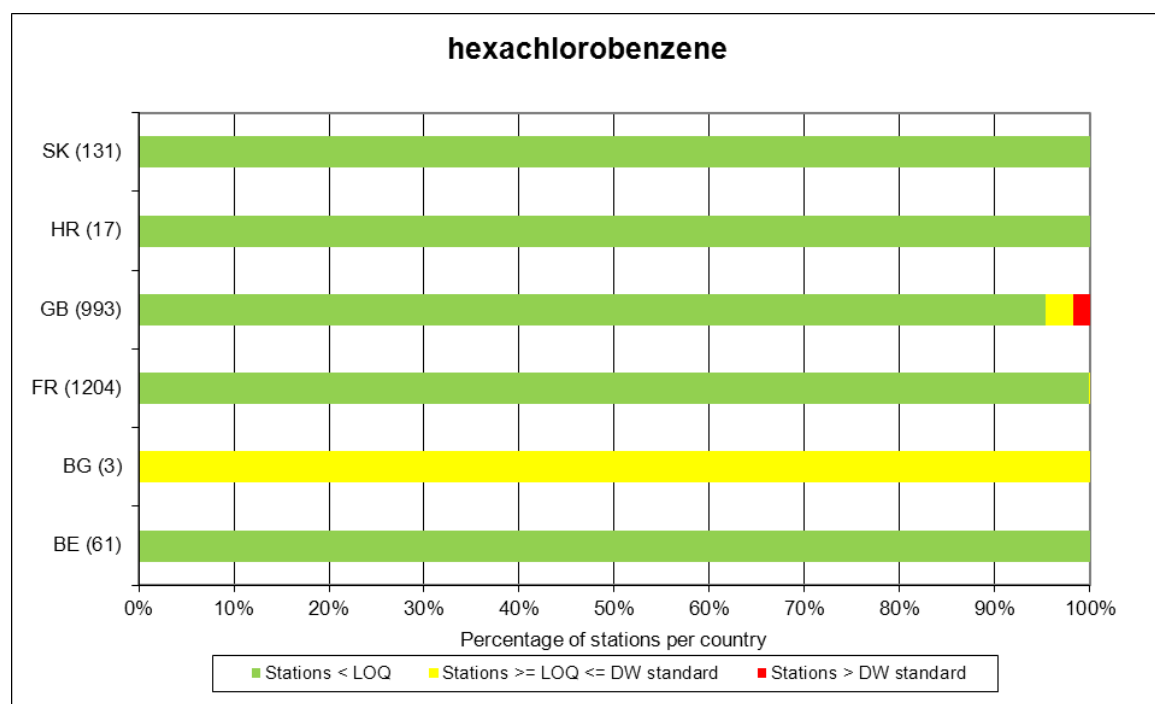 hexachlorobenzene
SK (131)
HR (17)
GB (993)
FR (1204)
BG (3)
BE (61)
0% 10% 20% 30% 40% 50% 60% 70% 80% 90% 100%
Percentage of stations per country
Stations < LOQ Stations >= LOQ <= DW standard Stations > DW standard